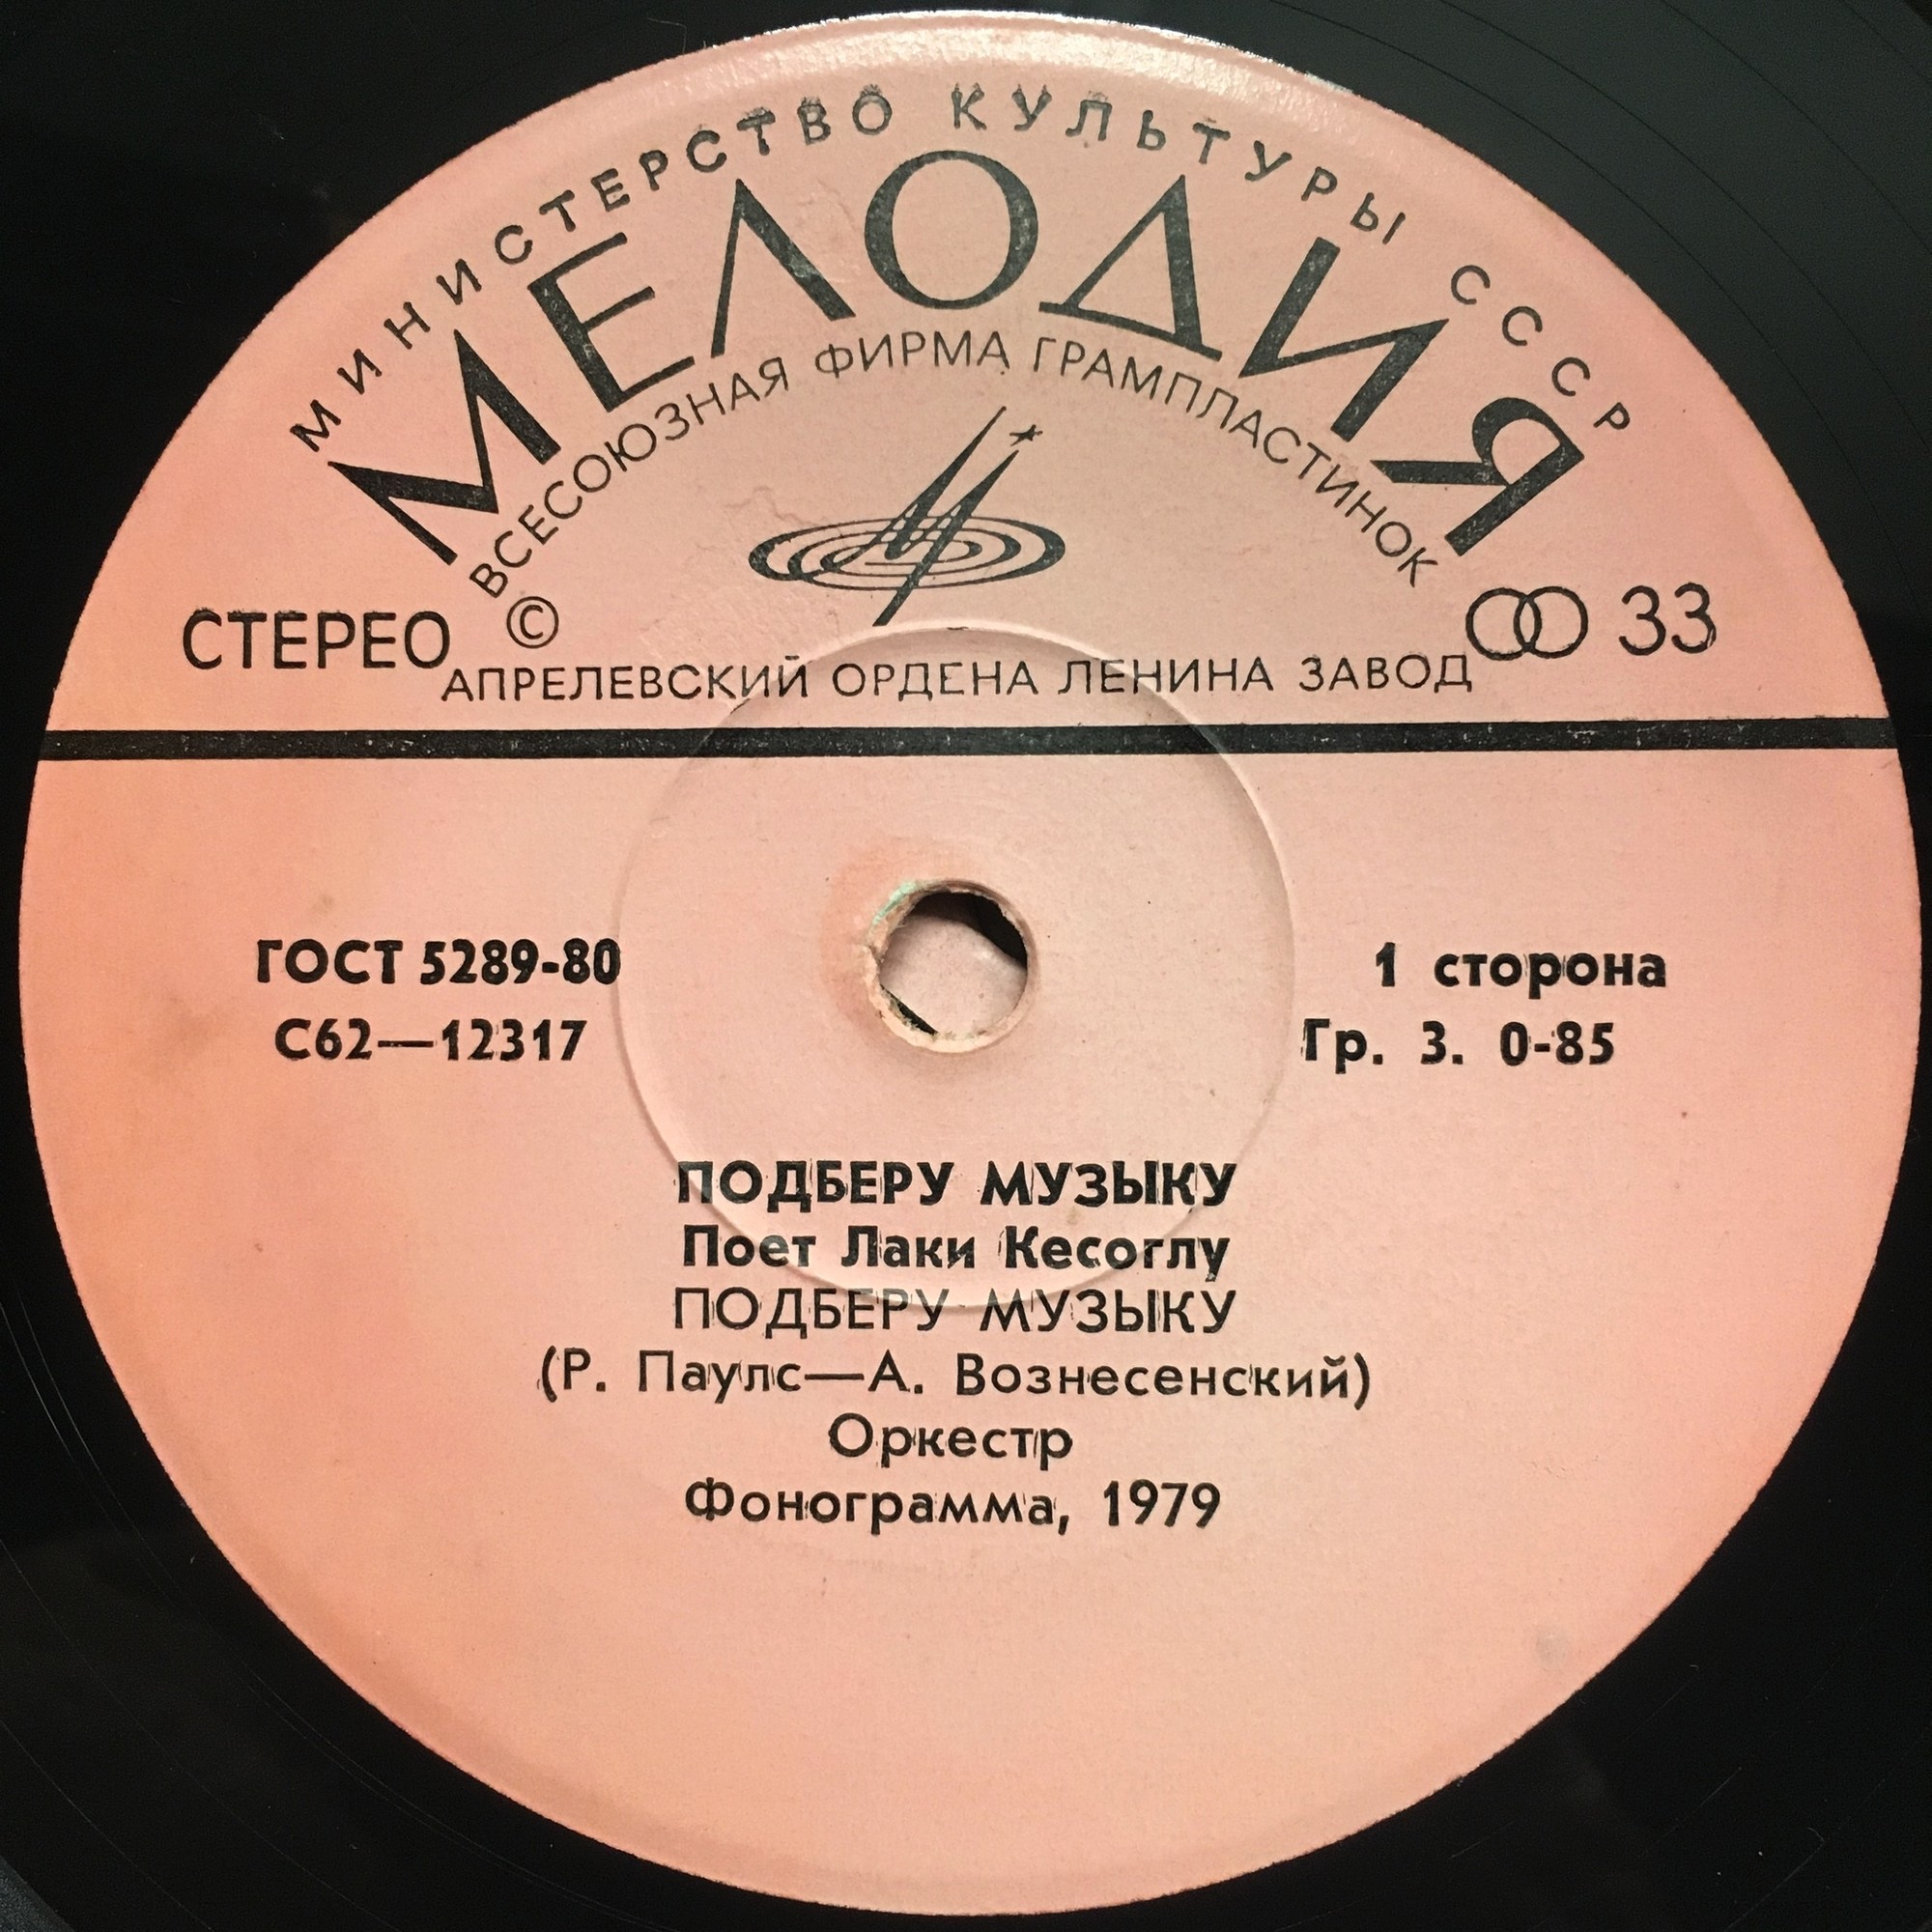 МИНИСТЕРСТВО КУЛЬТУРЫ СССР
МЕЛОДИЯ
ВСЕСОЮЗНАЯ ФИРМА ГРАМПЛАСТИНОК
СТЕРЕО © 33
АПРЕЛЕВСКИЙ ОРДЕНА ЛЕНИНА ЗАВОД
ГОСТ 5289-80 1 сторона
С62—12317 Гр. 3. 0-85
ПОДБЕРУ МУЗЫКУ
Поет Лаки Кесоглу
ПОДБЕРУ МУЗЫКУ
(Р. Паулс—А. Вознесенский)
Оркестр
Фонограмма, 1979